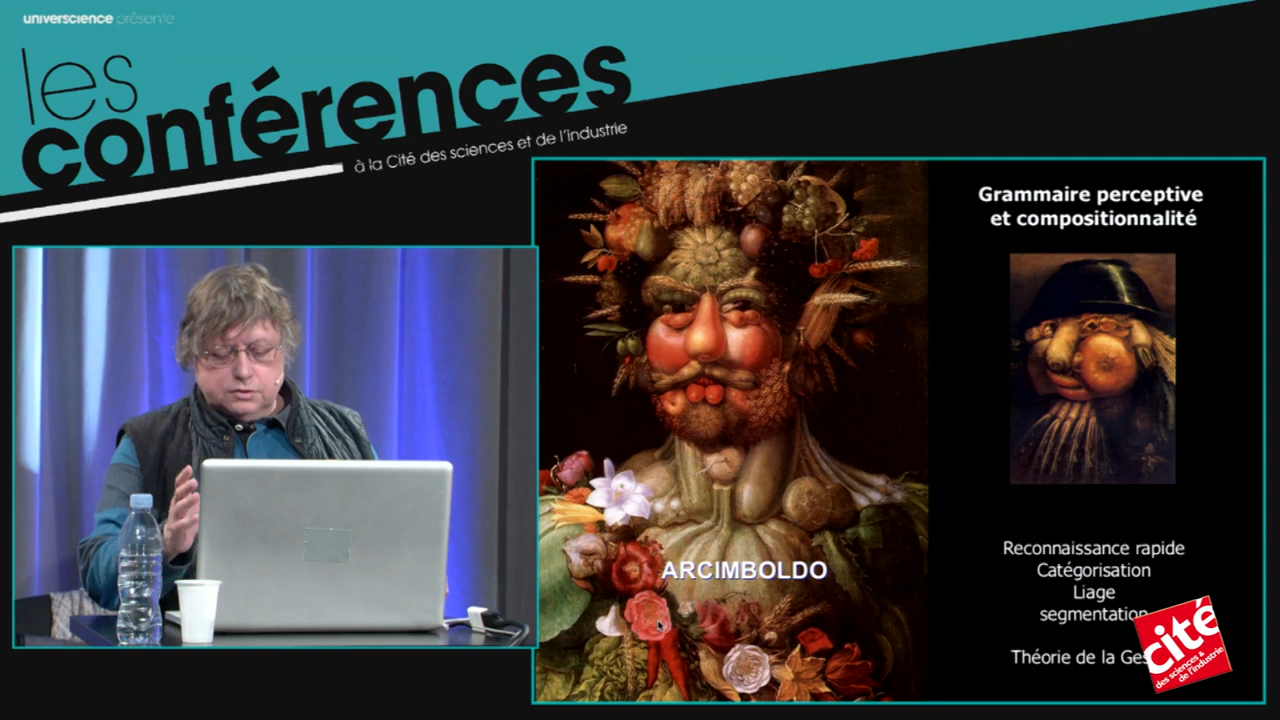 universcience présente
les
conférences
à la Cité des sciences et de l'industrie
Grammaire perceptive
et compositionnalité
ARCIMBOLDO
Reconnaissance rapide
Catégorisation
Liage
segmentation
Théorie de la Ges
cité
des sciences &
de l'industrie